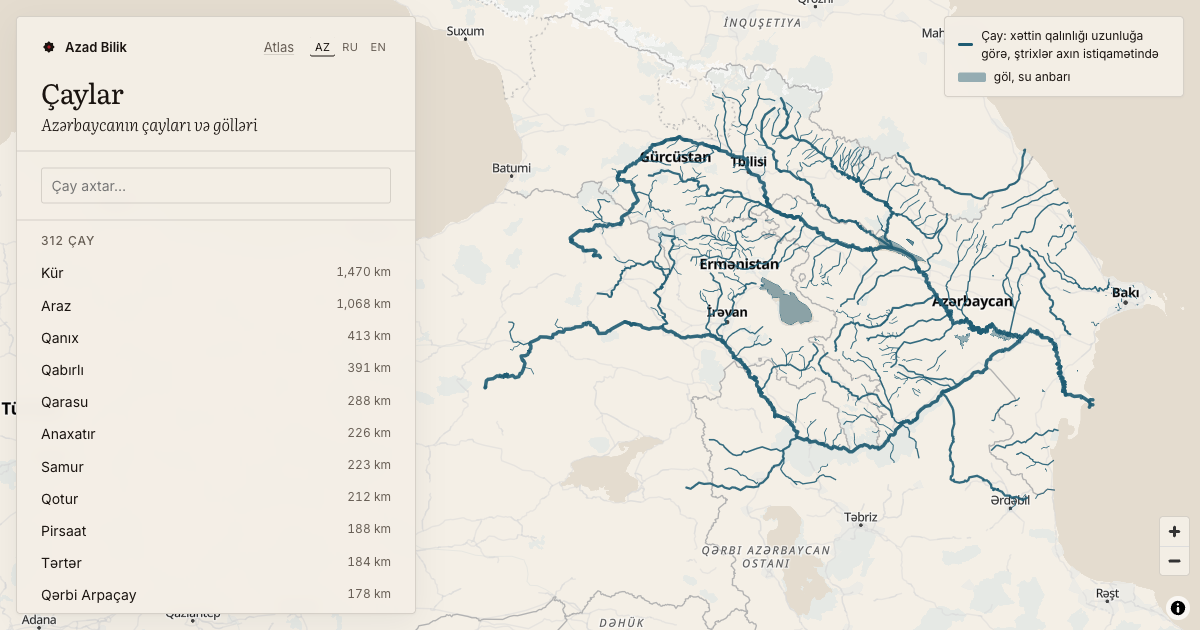 Azad Bilik
Atlas
AZ
RU
EN
Çaylar
Azərbaycanın çayları və gölləri
Çay axtar...
312 ÇAY
Kür 1,470 km
Araz 1,068 km
Qanıx 413 km
Qabırlı 391 km
Qarasu 288 km
Anaxatır 226 km
Samur 223 km
Qotur 212 km
Pirsaat 188 km
Tərtər 184 km
Qərbi Arpaçay 178 km
Çay: xəttin qalınlığı uzunluğa
görə, ştrixlər axın istiqamətində
göl, su anbarı
İNQUŞETIYA
Suxum
Batumi
Gürcüstan
Tbilisi
Ermənistan
İrəvan
Azərbaycan
Bakı
Ərdəbil
Təbriz
QƏRBI AZƏRBAYCAN
OSTANI
Rəşt
DƏHÜK
Adana
+
−